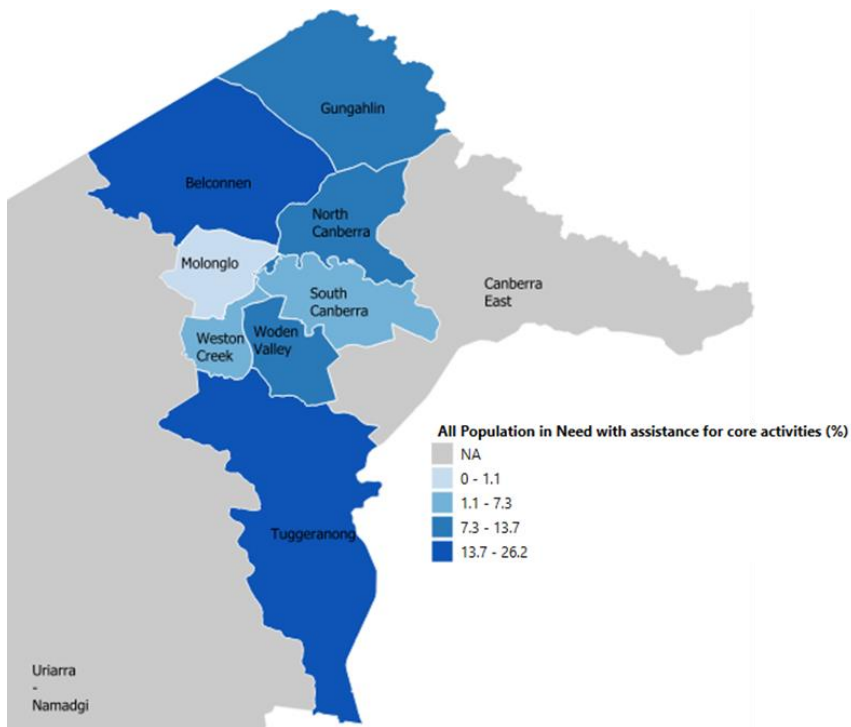 Gungahlin
Belconnen
North
Canberra
Molonglo
Canberra
East
South
Canberra
Weston
Creek
Woden
Valley
All Population in Need with assistance for core activities (%)
NA
0 - 1.1
1.1 - 7.3
7.3 - 13.7
13.7 - 26.2
Tuggeranong
Uriarra
-
Namadgi